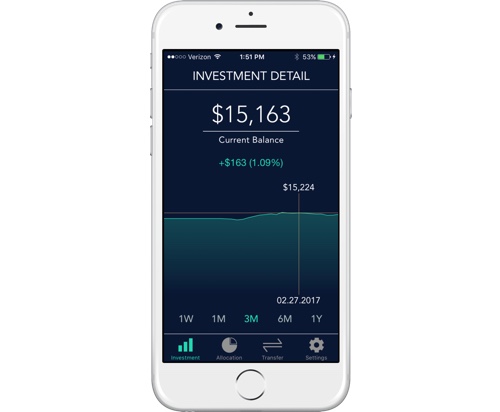 Verizon 1:51 PM 53%
INVESTMENT DETAIL
$15,163
Current Balance
+$163 (1.09%)
$15,224
02.27.2017
1W 1M 3M 6M 1Y
Investment Allocation Transfer Settings